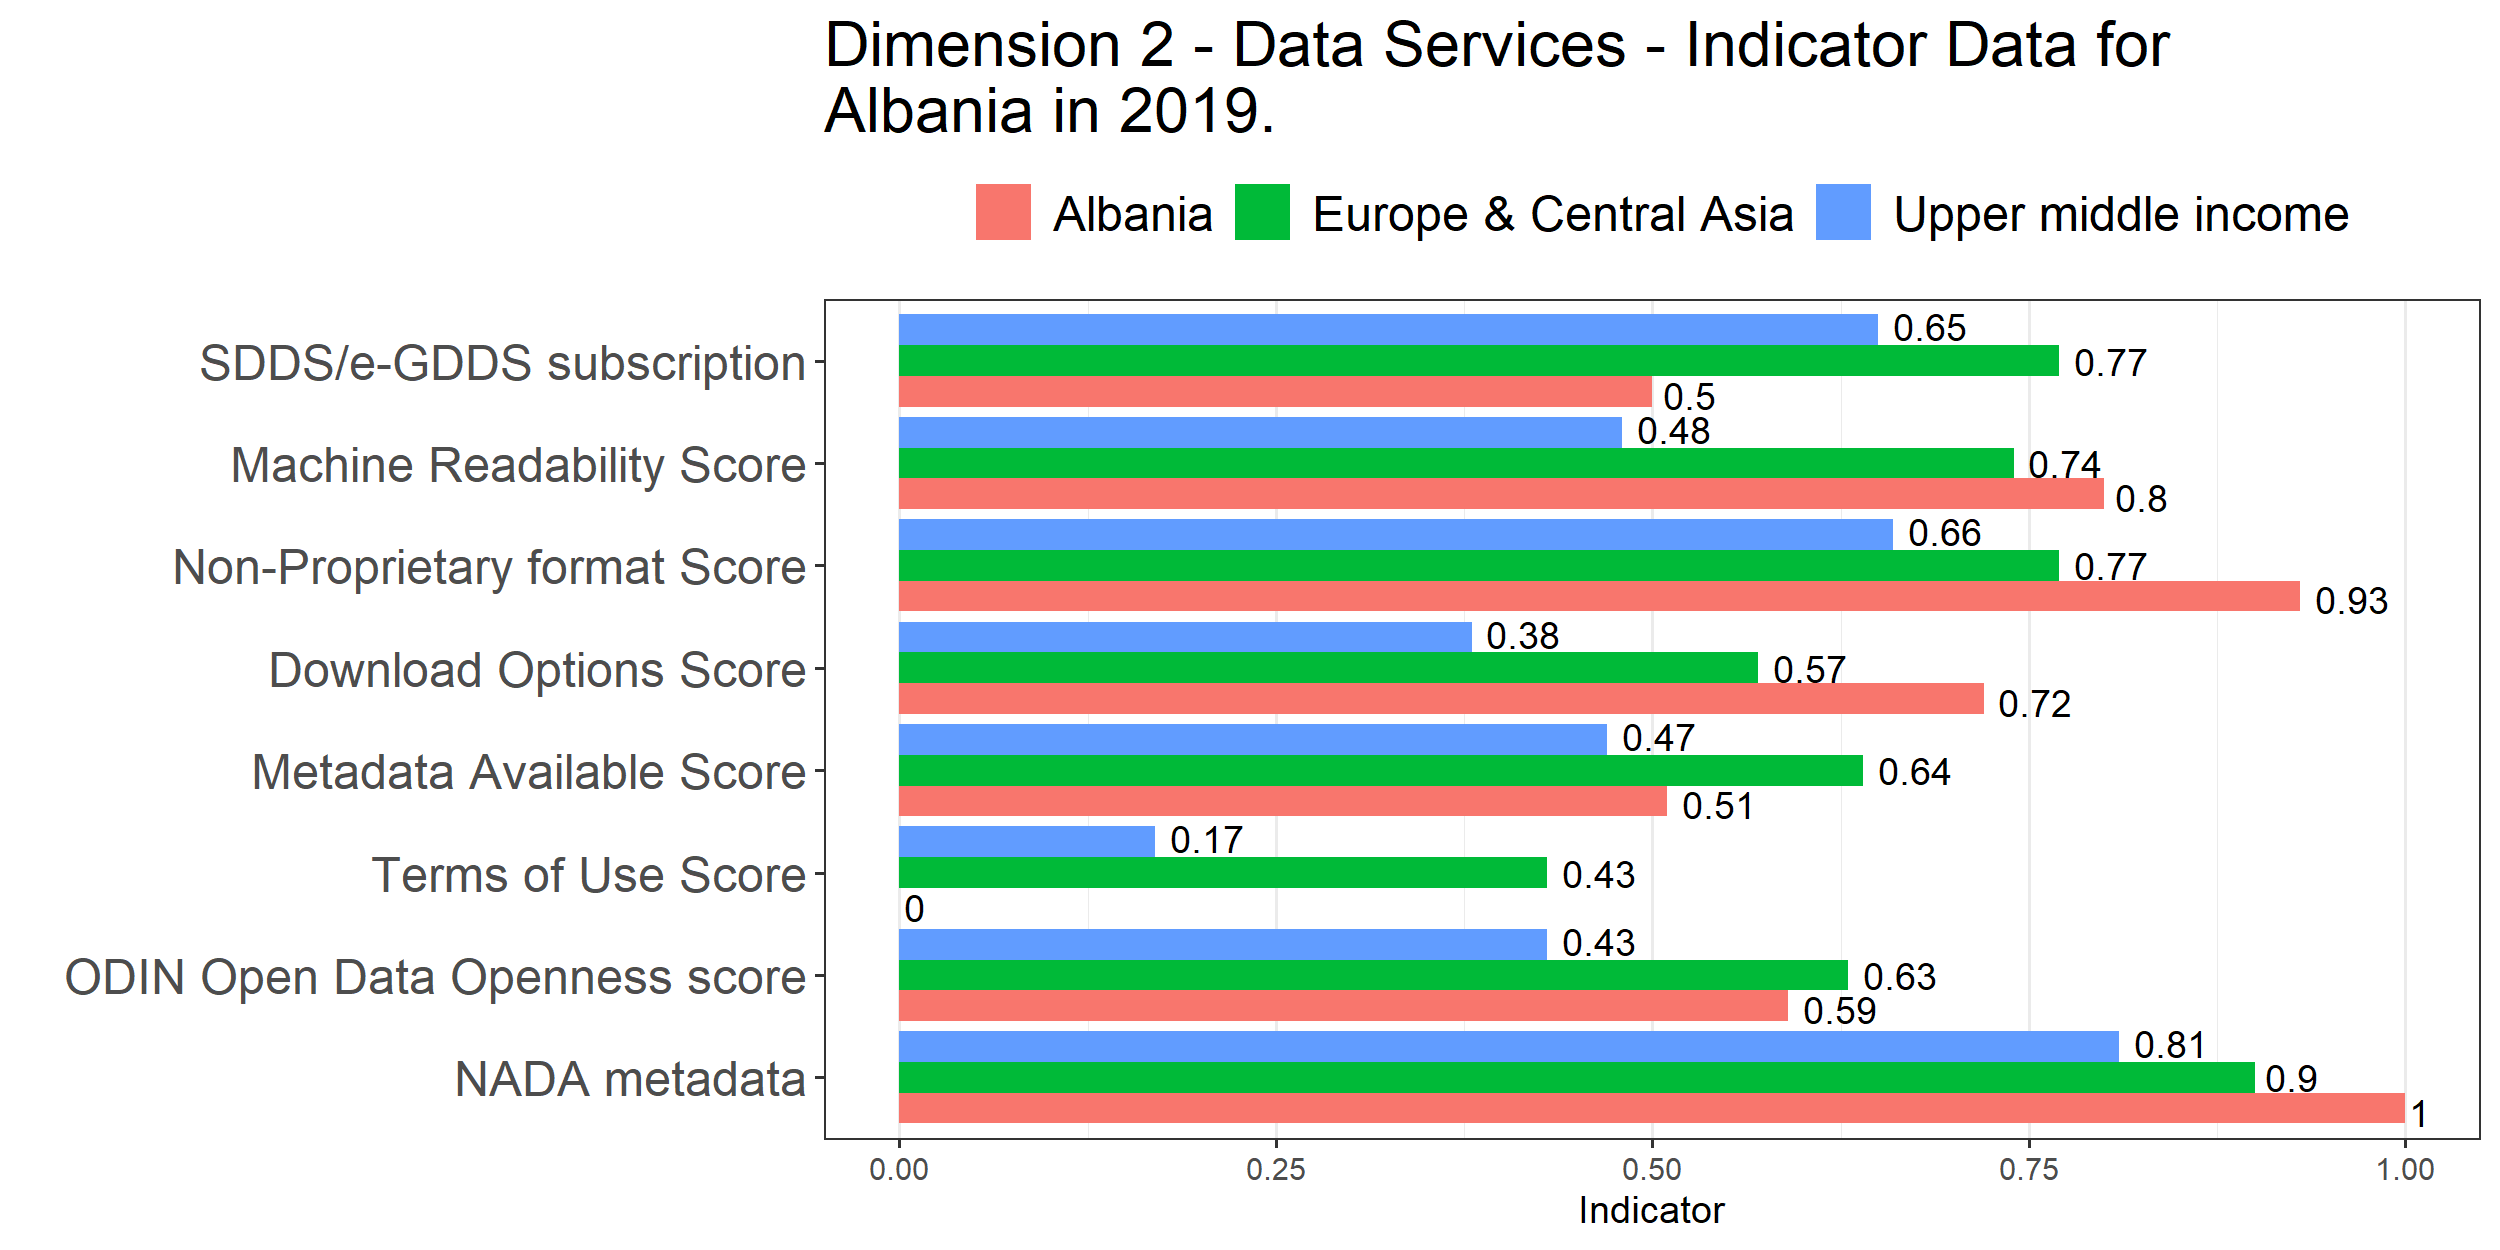 Dimension 2 - Data Services - Indicator Data for
Albania in 2019.
Albania
Europe & Central Asia
Upper middle income
SDDS/e-GDDS subscription
0.65
0.77
0.5
Machine Readability Score
0.48
0.74
0.8
Non-Proprietary format Score
0.66
0.77
0.93
Download Options Score
0.38
0.57
0.72
Metadata Available Score
0.47
0.64
0.51
Terms of Use Score
0.17
0.43
0
ODIN Open Data Openness score
0.43
0.63
0.59
NADA metadata
0.81
0.9
1
0.00
0.25
0.50
0.75
1.00
Indicator